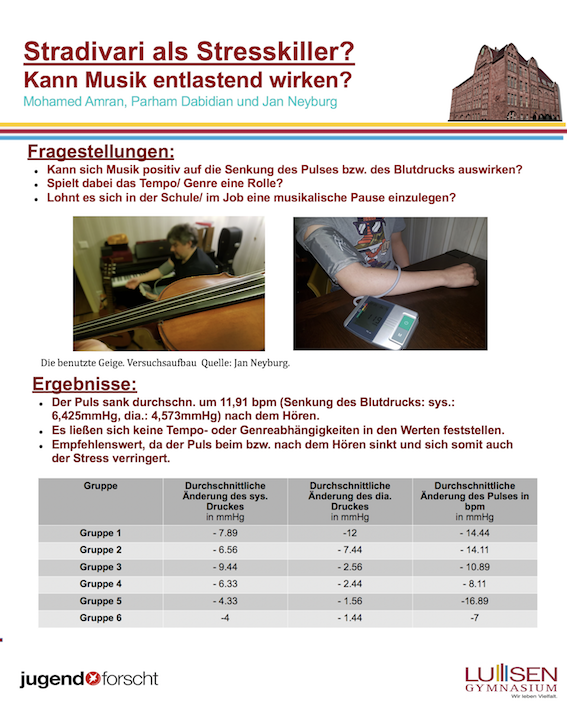 Stradivari als Stresskiller?
Kann Musik entlastend wirken?
Mohamed Amran, Parham Dabidian und Jan Neyburg
Fragestellungen:
• Kann sich Musik positiv auf die Senkung des Pulses bzw. des Blutdrucks auswirken?
• Spielt dabei das Tempo/ Genre eine Rolle?
• Lohnt es sich in der Schule/ im Job eine musikalische Pause einzulegen?
Die benutzte Geige. Versuchsaufbau Quelle: Jan Neyburg.
Ergebnisse:
• Der Puls sank durchschn. um 11,91 bpm (Senkung des Blutdrucks: sys.:
6,425mmHg, dia.: 4,573mmHg) nach dem Hören.
• Es ließen sich keine Tempo- oder Genreabhängigkeiten in den Werten feststellen.
• Empfehlenswert, da der Puls beim bzw. nach dem Hören sinkt und sich somit auch
der Stress verringert.
Gruppe Durchschnittliche Änderung des sys. Druckes in mmHg Durchschnittliche Änderung des dia. Druckes in mmHg Durchschnittliche Änderung des Pulses in bpm in mmHg
Gruppe 1 - 7.89 -12 - 14.44
Gruppe 2 - 6.56 - 7.44 - 14.11
Gruppe 3 - 9.44 - 2.56 - 10.89
Gruppe 4 - 6.33 - 2.44 - 8.11
Gruppe 5 - 4.33 - 1.56 -16.89
Gruppe 6 -4 - 1.44 -7
jugend forscht
LUISEN
GYMNASIUM
Wir leben Vielfalt.